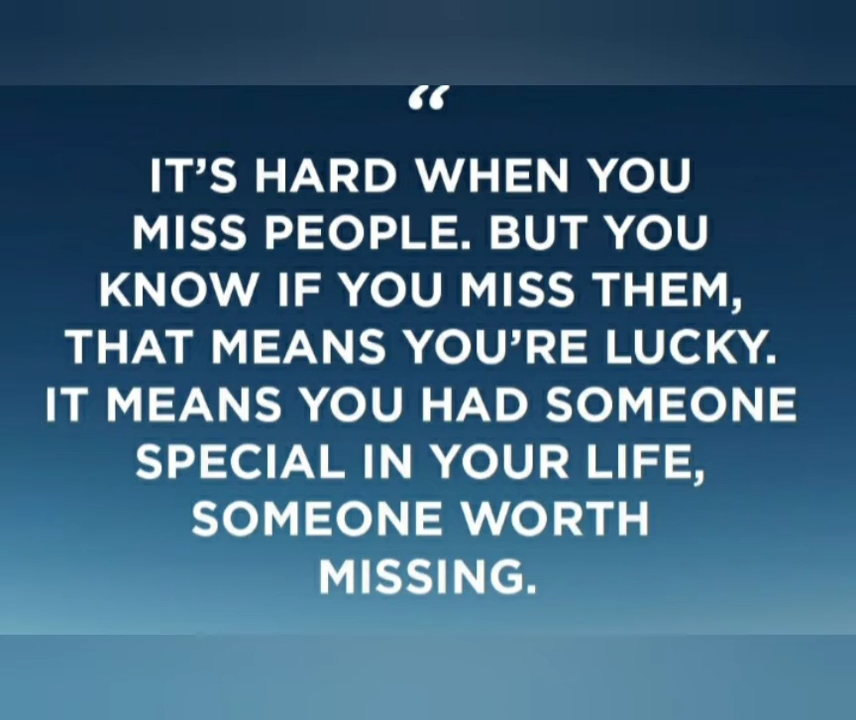 “
IT’S HARD WHEN YOU
MISS PEOPLE. BUT YOU
KNOW IF YOU MISS THEM,
THAT MEANS YOU’RE LUCKY.
IT MEANS YOU HAD SOMEONE
SPECIAL IN YOUR LIFE,
SOMEONE WORTH
MISSING.